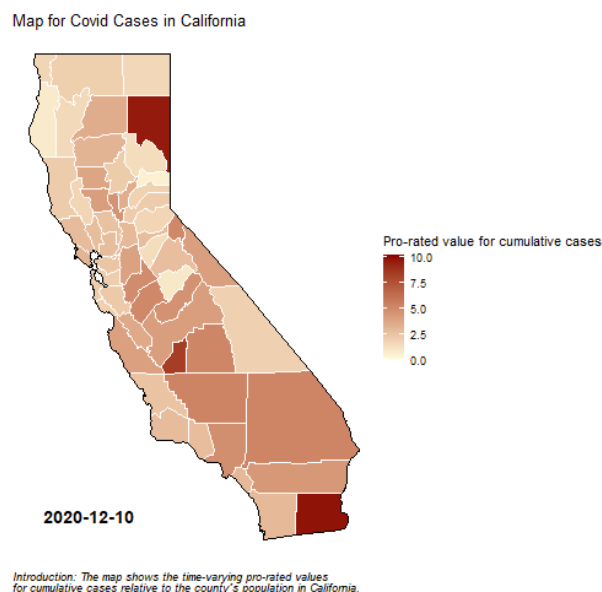 Map for Covid Cases in California
Pro-rated value for cumulative cases
10.0
7.5
5.0
2.5
0.0
2020-12-10
Introduction: The map shows the time-varying pro-rated values
for cumulative cases relative to the county's population in California.